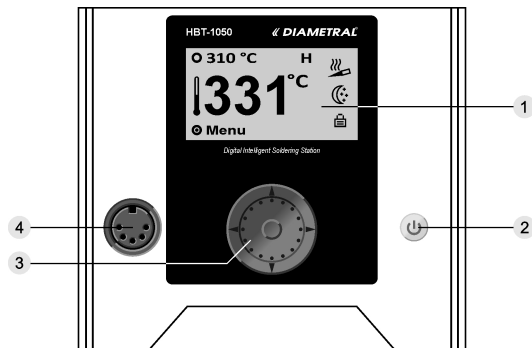 HBT-1050 DIAMETRAL
310 °C H
331°C
Menu
Digital Intelligent Soldering Station
1
4
2
3